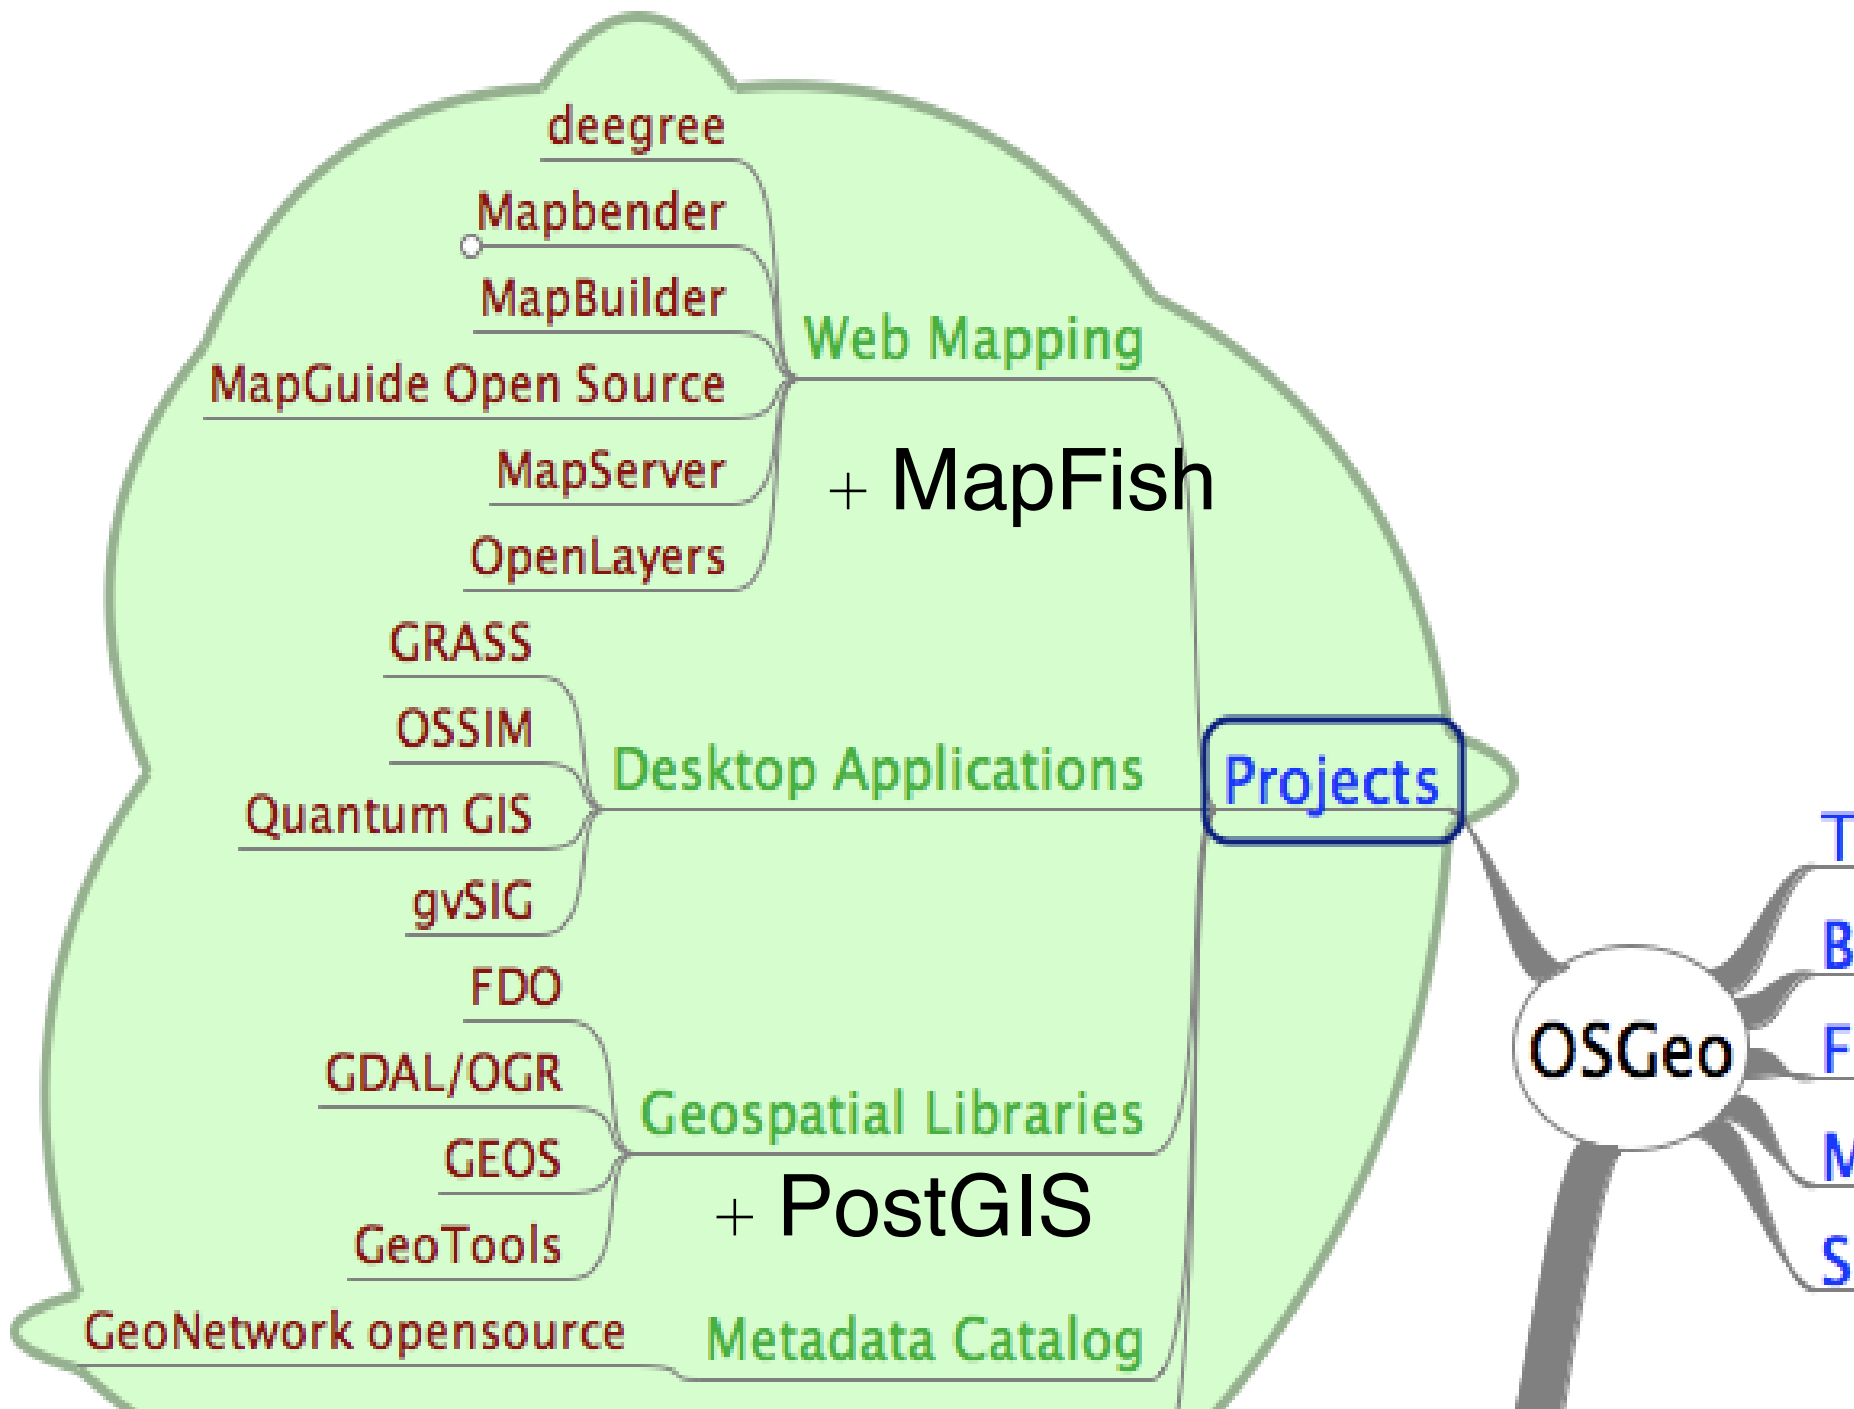 deegree
Mapbender
MapBuilder
MapGuide Open Source
MapServer
OpenLayers
Web Mapping
+ MapFish
GRASS
OSSIM
Quantum GIS
gvSIG
Desktop Applications
Projects
FDO
GDAL/OGR
GEOS
GeoTools
Geospatial Libraries
+ PostGIS
GeoNetwork opensource
Metadata Catalog
OSGeo
T
B
F
M
S